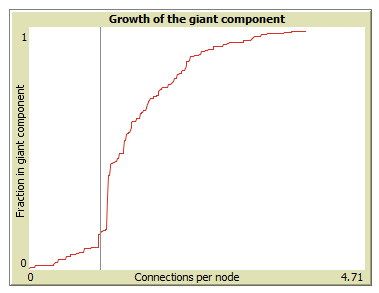 Growth of the giant component
1
Fraction in giant component
0
0
Connections per node
4.71